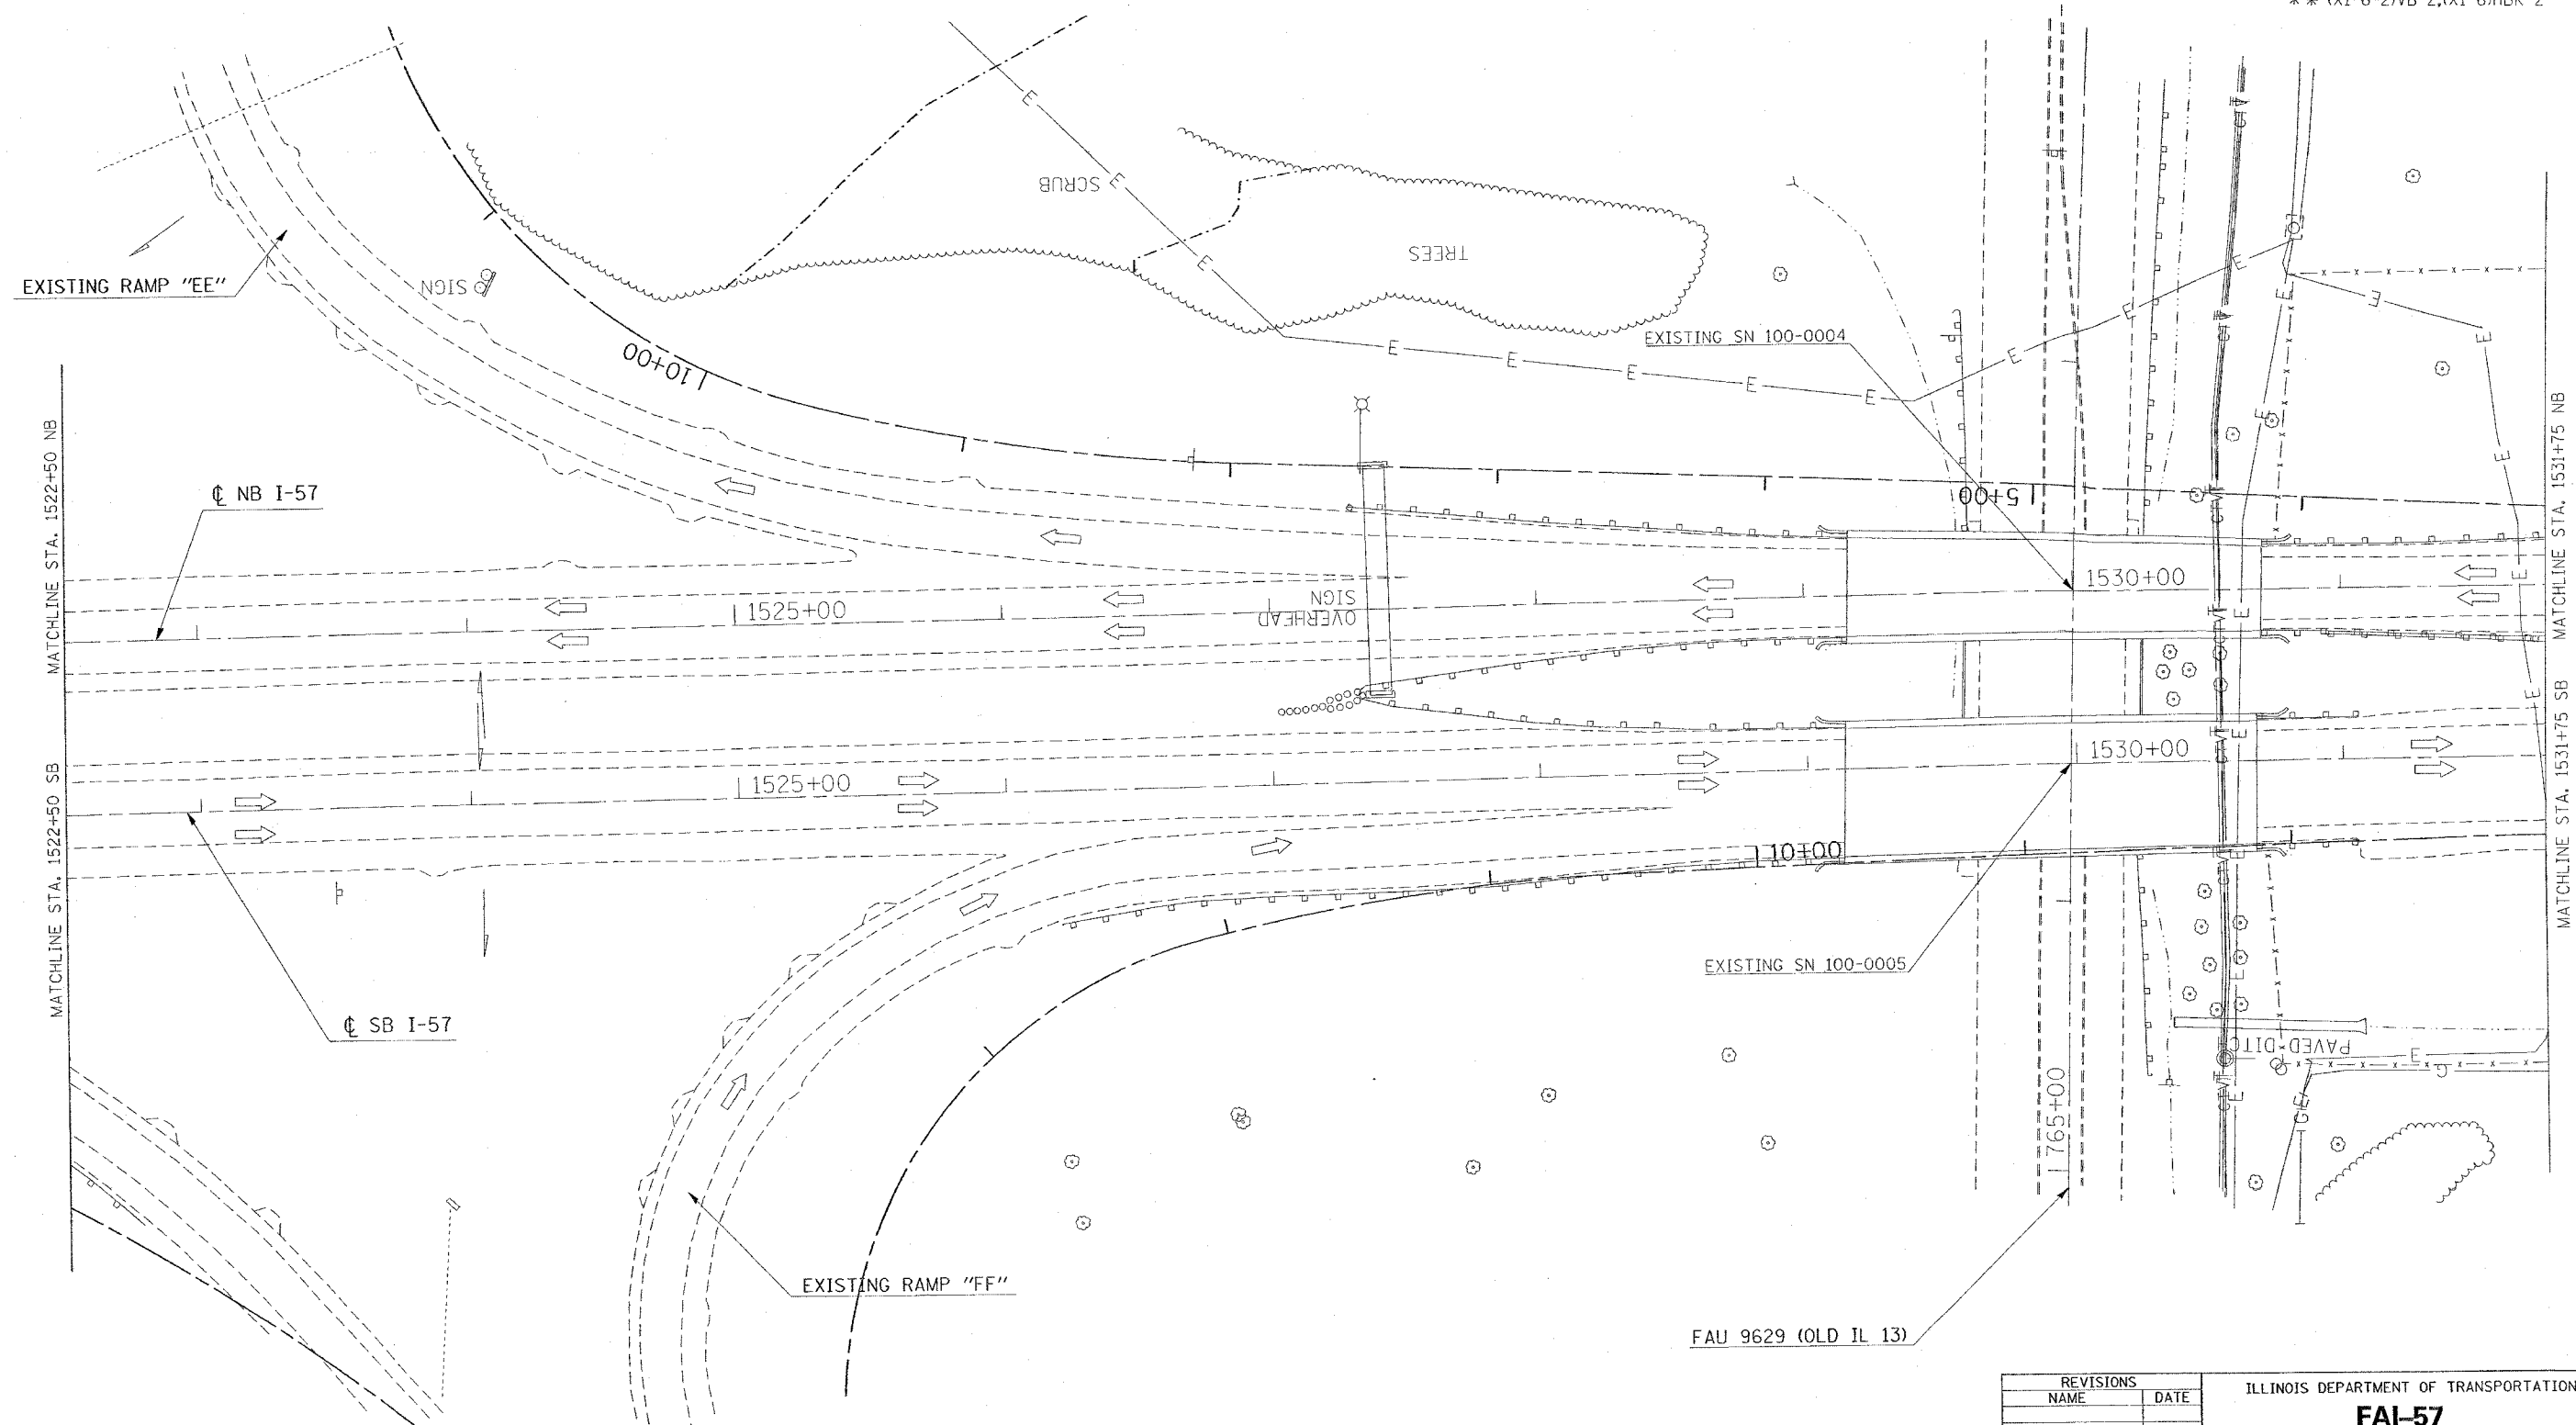 EXISTING RAMP "EE"
SIGN
SCRUB
TREES
10+00
EXISTING SN 100-0004
MATCHLINE STA. 1522+50 NB
℄ NB I-57
15+00
MATCHLINE STA. 1531+75 NB
1525+00
OVERHEAD
SIGN
1530+00
1525+00
1530+00
MATCHLINE STA. 1522+50 SB
MATCHLINE STA. 1531+75 SB
10+00
℄ SB I-57
EXISTING SN 100-0005
PAVED DITC
1765+00
EXISTING RAMP "FF"
FAU 9629 (OLD IL 13)
REVISIONS
NAME DATE
ILLINOIS DEPARTMENT OF TRANSPORTATION
FAI-57